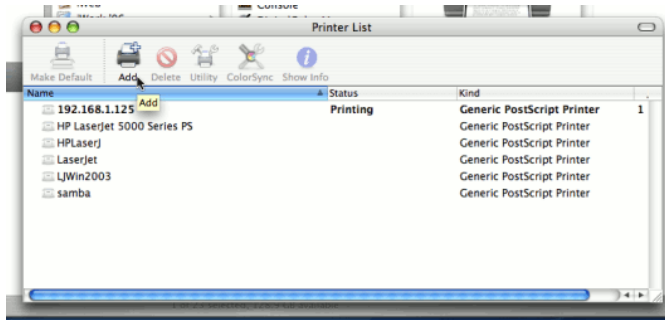 Console
Printer List
Make Default Add Delete Utility ColorSync Show Info
Name Status Kind
Add
192.168.1.125 Printing Generic PostScript Printer 1
HP LaserJet 5000 Series PS Generic PostScript Printer
HPLaserJ Generic PostScript Printer
LaserJet Generic PostScript Printer
LJWin2003 Generic PostScript Printer
samba Generic PostScript Printer